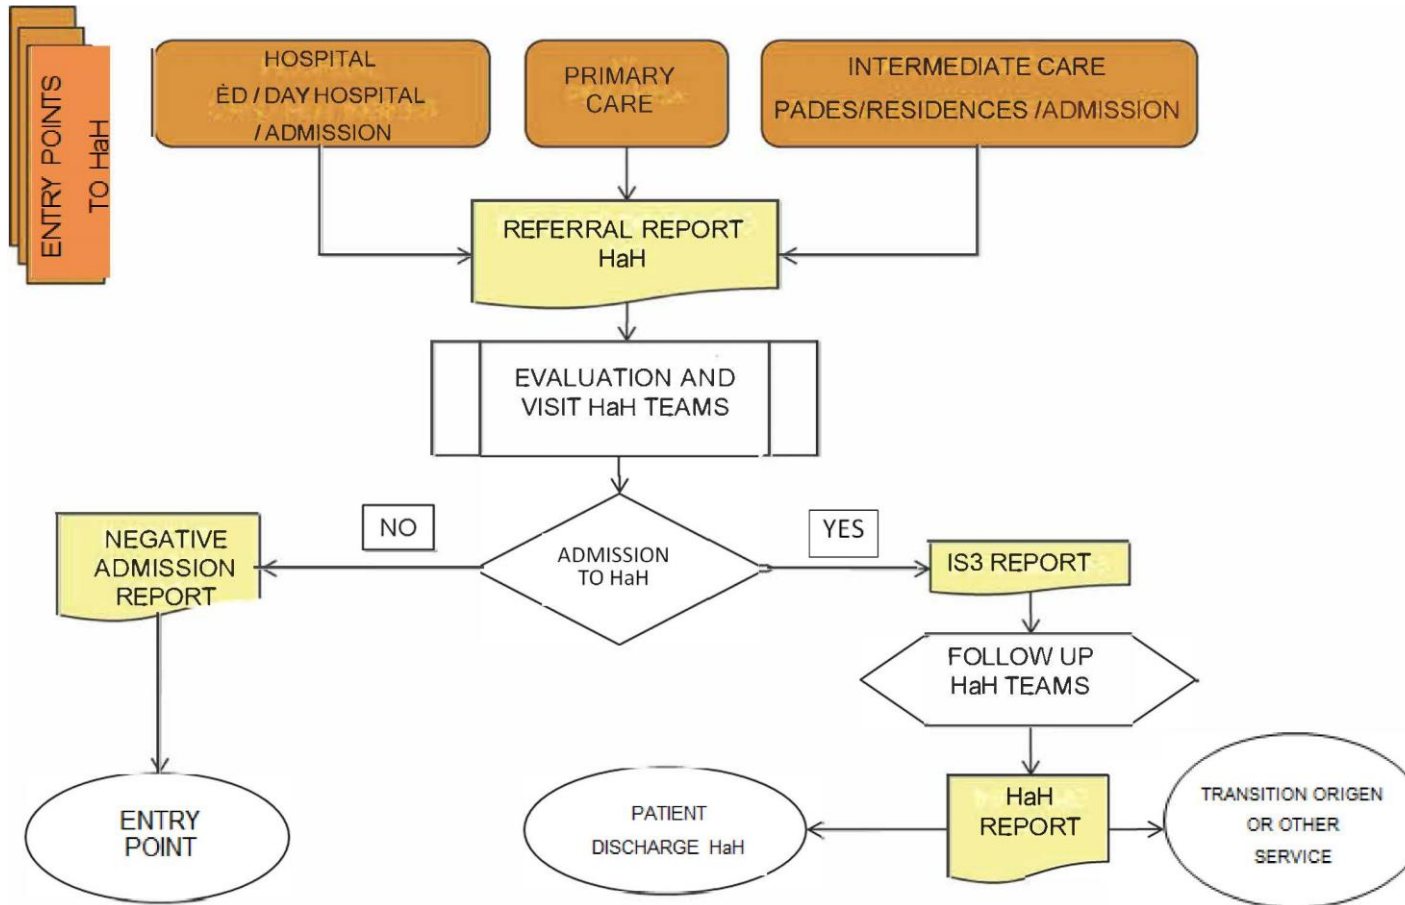 ENTRY POINTS
TO HaH
HOSPITAL
ÈD / DAY HOSPITAL
/ ADMISSION
PRIMARY
CARE
INTERMEDIATE CARE
PADES/RESIDENCES /ADMISSION
REFERRAL REPORT
HaH
EVALUATION AND
VISIT HaH TEAMS
NO
YES
NEGATIVE
ADMISSION
REPORT
ADMISSION
TO HaH
IS3 REPORT
FOLLOW UP
HaH TEAMS
ENTRY
POINT
PATIENT
DISCHARGE HaH
HaH
REPORT
TRANSITION ORIGEN
OR OTHER
SERVICE